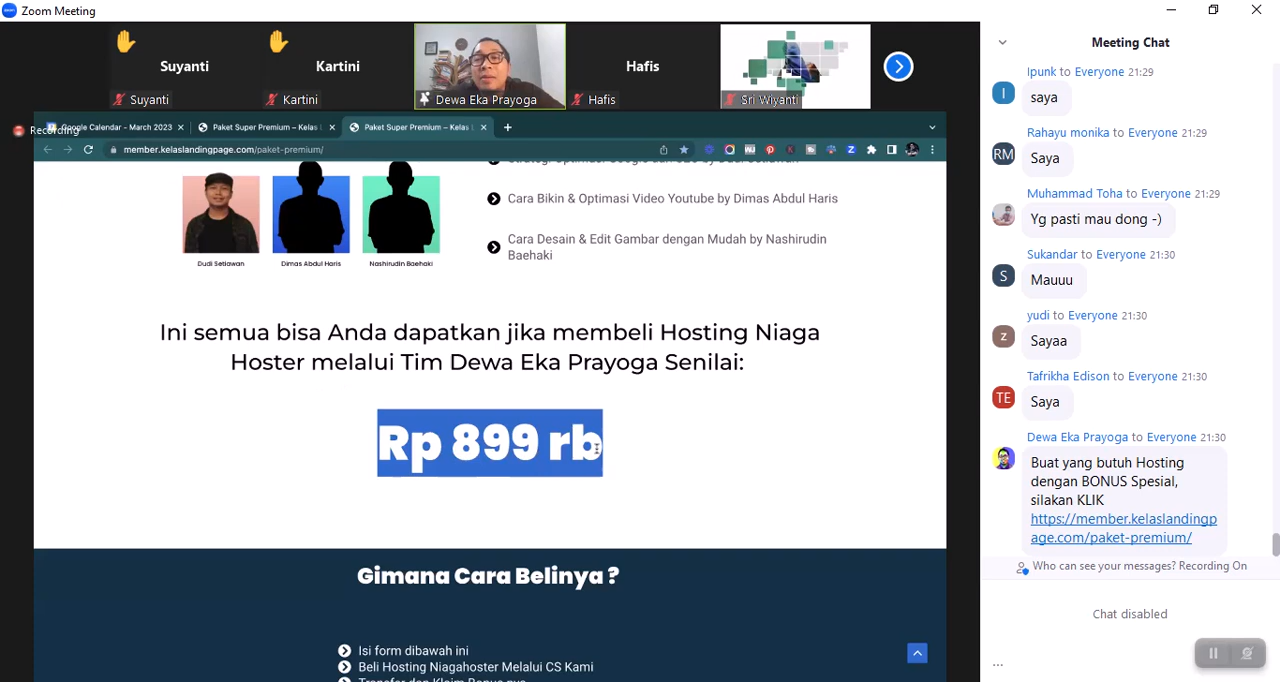 Zoom Meeting
Suyanti
Kartini
Hafis
Suyanti
Kartini
Dewa Eka Prayoga
Hafis
Sri Wiyanti
Recording
Google Calendar - March 2023
Paket Super Premium – Kelas L
Paket Super Premium – Kelas L
member.kelaslandingpage.com/paket-premium/
Cara Bikin & Optimasi Video Youtube by Dimas Abdul Haris
Cara Desain & Edit Gambar dengan Mudah by Nashirudin
Baehaki
Dudi Setiawan
Dimas Abdul Haris
Nashirudin Baehaki
Ini semua bisa Anda dapatkan jika membeli Hosting Niaga
Hoster melalui Tim Dewa Eka Prayoga Senilai:
Rp 899 rb
Gimana Cara Belinya ?
Isi form dibawah ini
Beli Hosting Niagahoster Melalui CS Kami
Transfer dan Klaim Bonus nya
Meeting Chat
Ipunk to Everyone 21:29
I
saya
Rahayu monika to Everyone 21:29
RM
Saya
Muhammad Toha to Everyone 21:29
Yg pasti mau dong -)
Sukandar to Everyone 21:30
S
Mauuu
yudi to Everyone 21:30
z
Sayaa
Tafrikha Edison to Everyone 21:30
TE
Saya
Dewa Eka Prayoga to Everyone 21:30
Buat yang butuh Hosting
dengan BONUS Spesial,
silakan KLIK
https://member.kelaslandingp
age.com/paket-premium/
Who can see your messages? Recording On
Chat disabled
...